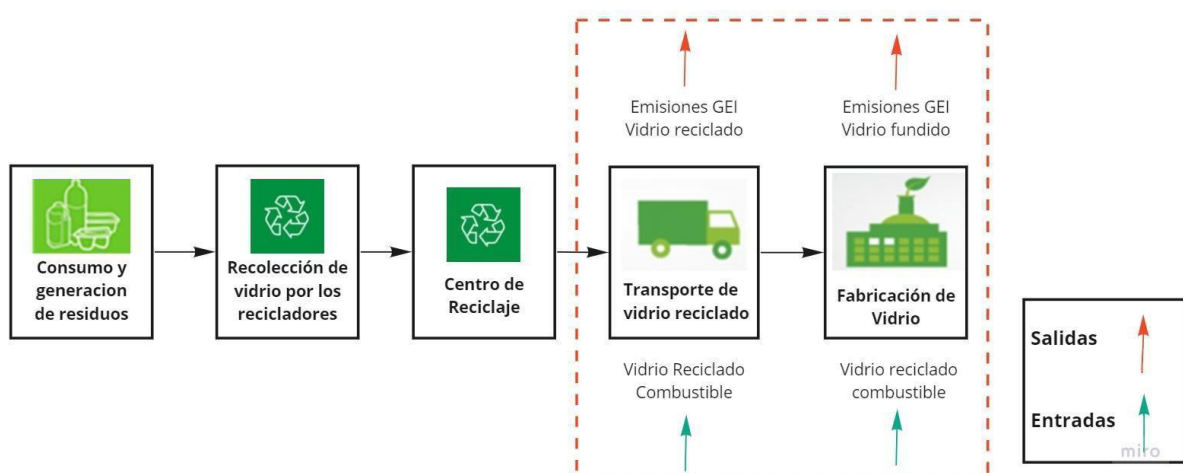 Emisiones GEI
Vidrio reciclado
Emisiones GEI
Vidrio fundido
Consumo y
generacion
de residuos
Recolección de
vidrio por los
recicladores
Centro de
Reciclaje
Transporte de
vidrio reciclado
Fabricación de
Vidrio
Vidrio Reciclado
Combustible
Vidrio reciclado
combustible
Salidas
Entradas
miro